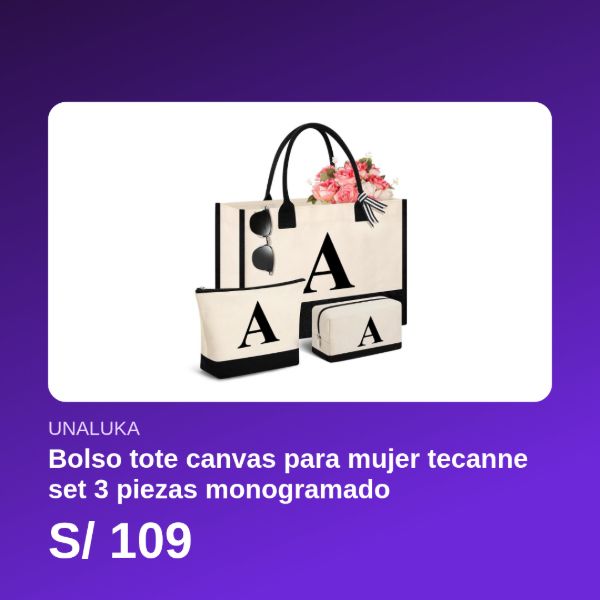 A
A
A
UNALUKA
Bolso tote canvas para mujer tecanne
set 3 piezas monogramado
S/ 109